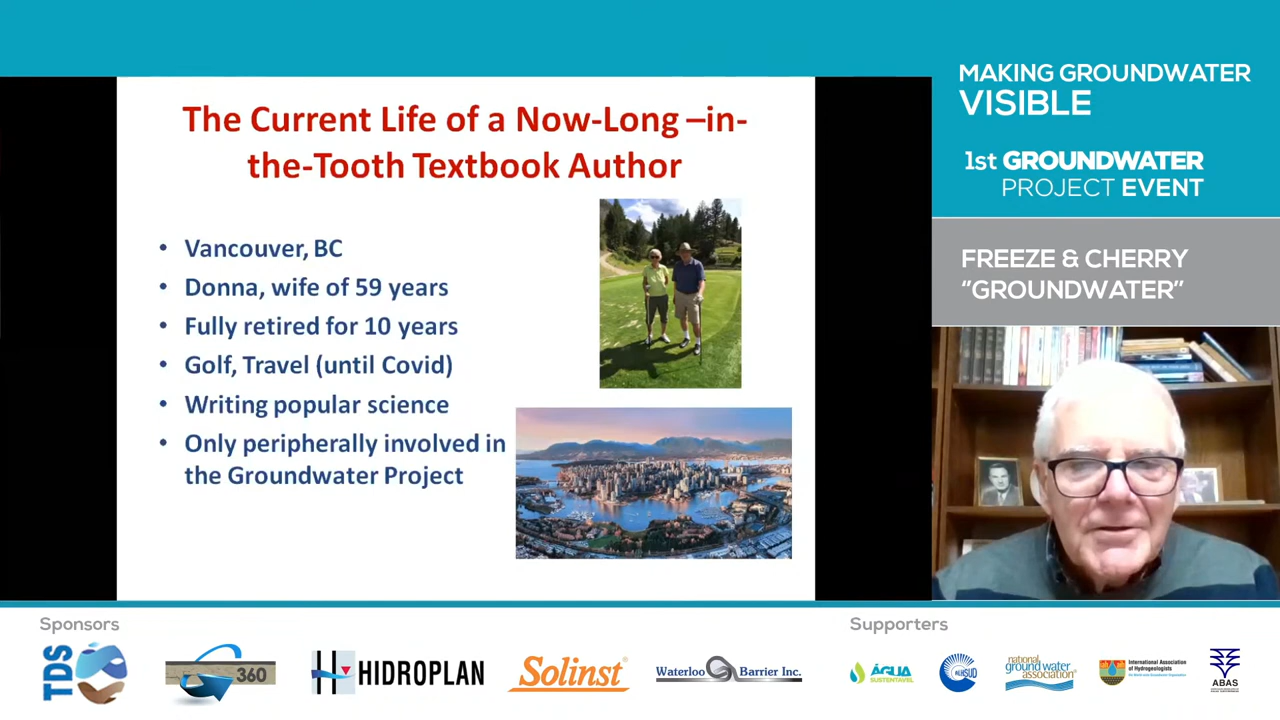 The Current Life of a Now-Long –in-
the-Tooth Textbook Author
• Vancouver, BC
• Donna, wife of 59 years
• Fully retired for 10 years
• Golf, Travel (until Covid)
• Writing popular science
• Only peripherally involved in
the Groundwater Project
MAKING GROUNDWATER
VISIBLE
1st GROUNDWATER
PROJECT EVENT
FREEZE & CHERRY
“GROUNDWATER”
Sponsors
TDS
360
HIDROPLAN
Solinst®
Waterloo Barrier Inc.
Supporters
ÁGUA
SUSTENTÁVEL
ALHSUD
national
ground water
association
International Association
of Hydrogeologists
ABAS